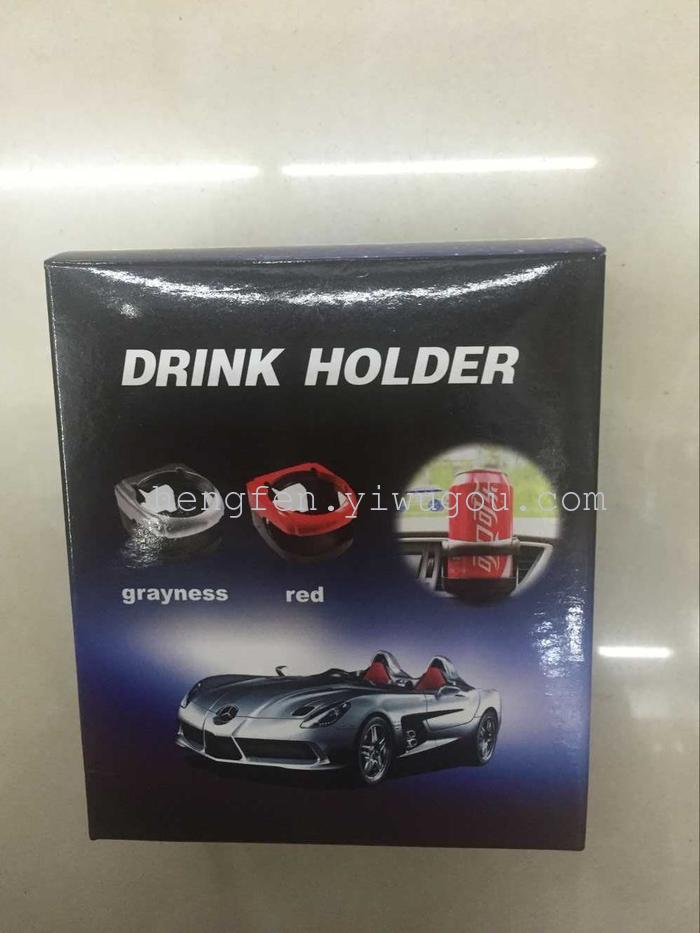 DRINK HOLDER
hengfen.yiwugou.com
grayness red